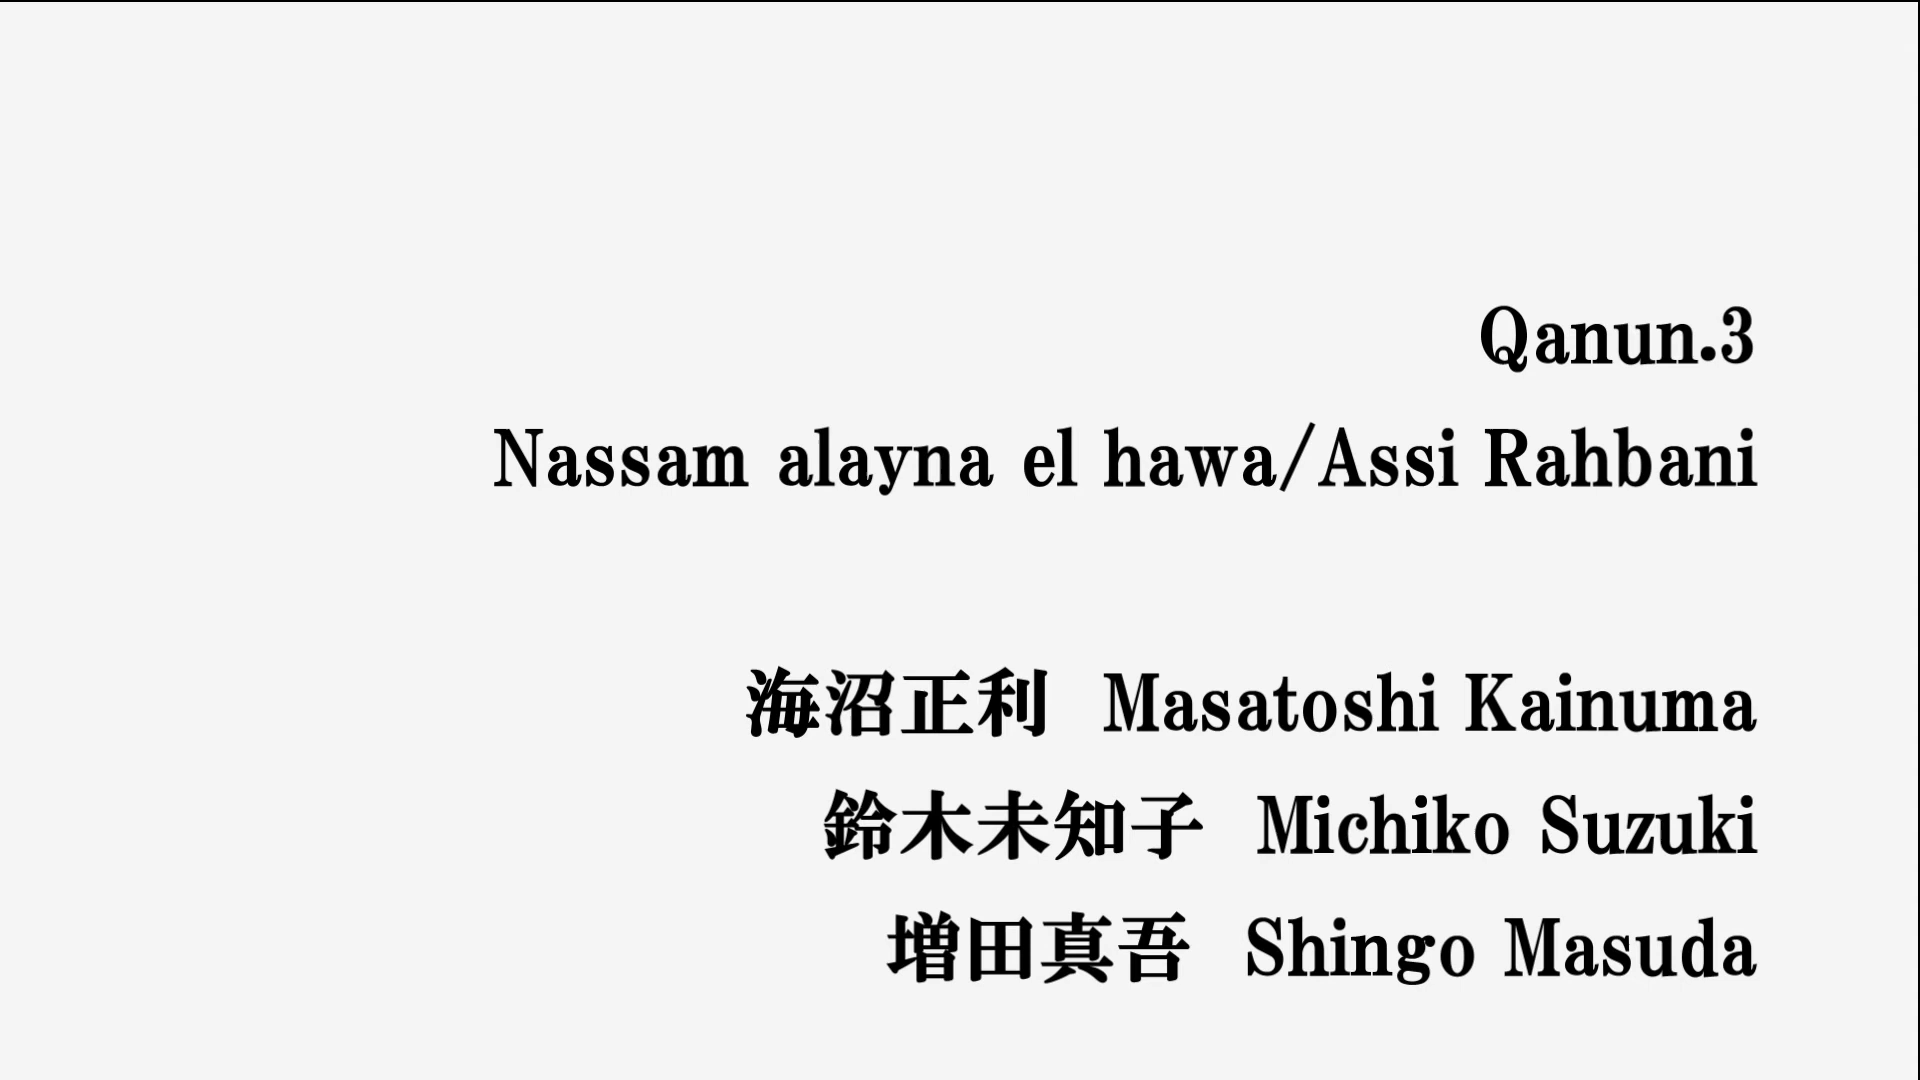 Qanun.3
Nassam alayna el hawa/Assi Rahbani
海沼正利 Masatoshi Kainuma
鈴木未知子 Michiko Suzuki
増田真吾 Shingo Masuda